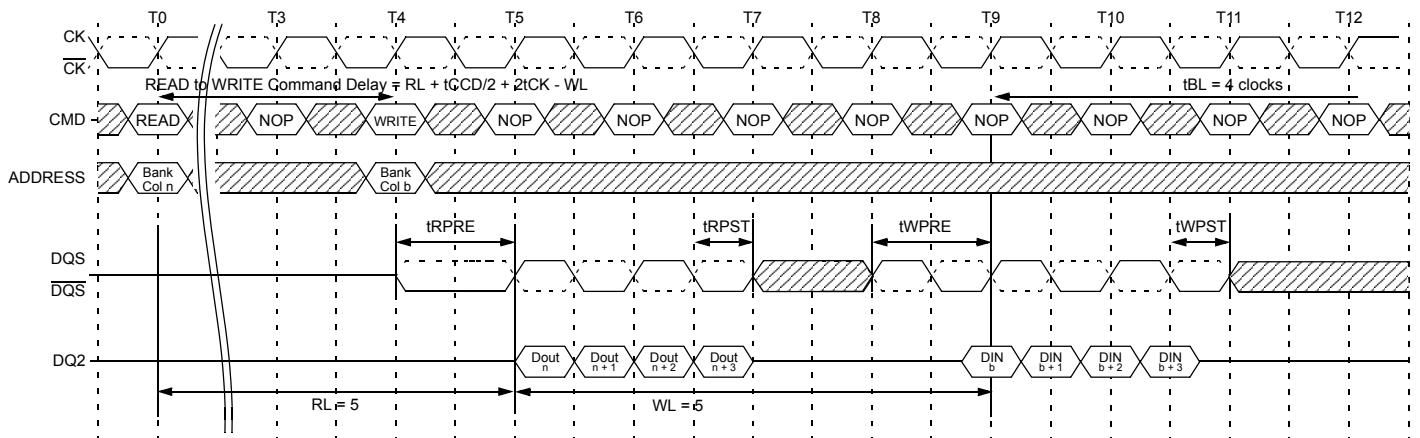 T0 T3 T4 T5 T6 T7 T8 T9 T10 T11 T12
CK
CK
READ to WRITE Command Delay = RL + tCCD/2 + 2tCK - WL
tBL = 4 clocks
CMD
READ NOP WRITE NOP NOP NOP NOP NOP NOP NOP NOP
ADDRESS
Bank
Col n
Bank
Col b
tRPRE tRPST tWPRE tWPST
DQS
DQS
DQ2
Dout
n
Dout
n + 1
Dout
n + 2
Dout
n + 3
DIN
b
DIN
b + 1
DIN
b + 2
DIN
b + 3
RL = 5
WL = 5